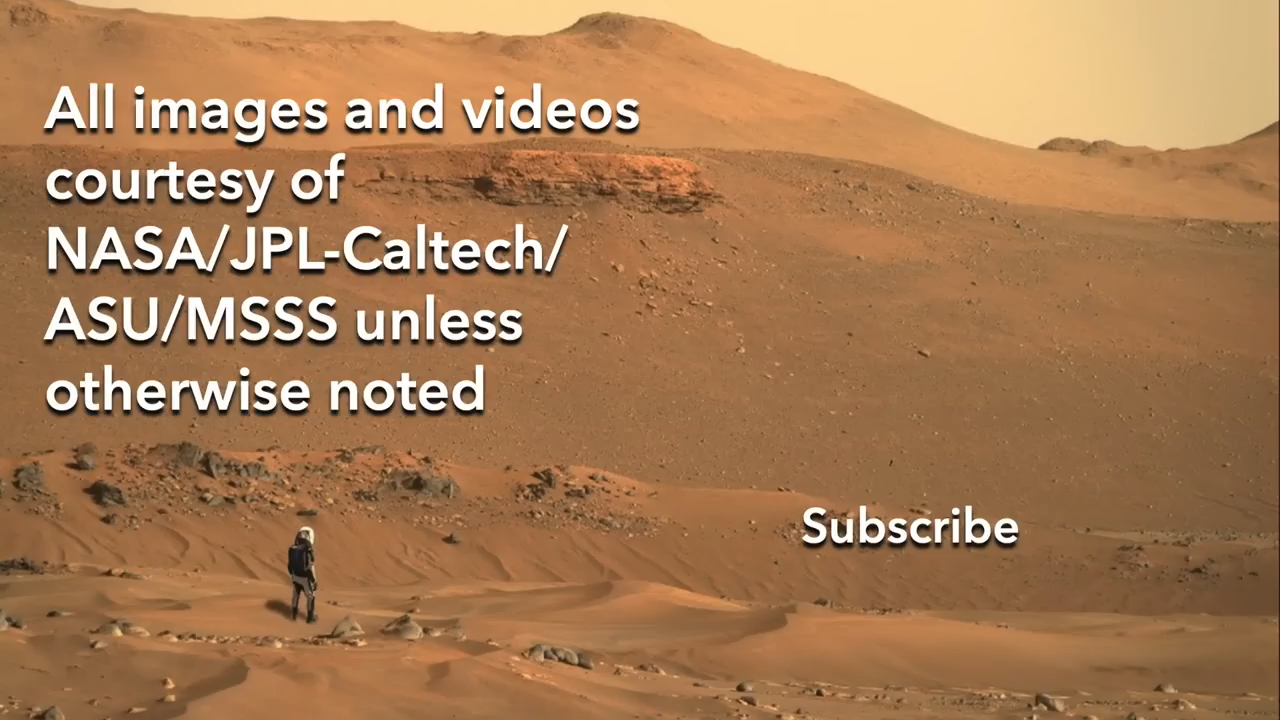 All images and videos
courtesy of
NASA/JPL-Caltech/
ASU/MSSS unless
otherwise noted
Subscribe